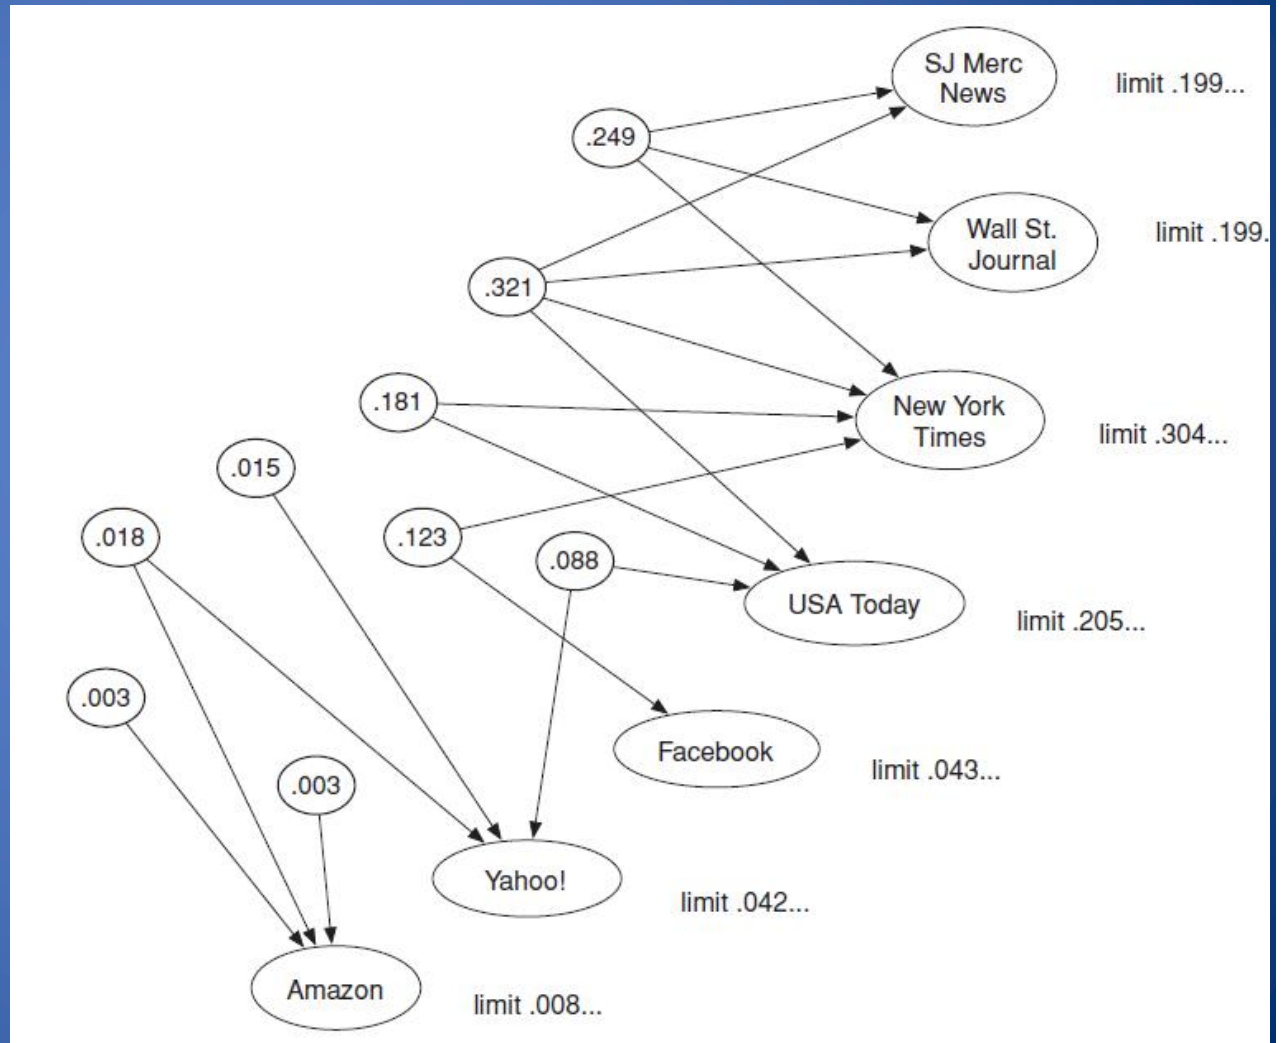 SJ Merc
News
limit .199...
.249
Wall St.
Journal
limit .199.
.321
.181
New York
Times
limit .304...
.015
.018
.123
.088
USA Today
limit .205...
.003
Facebook
limit .043...
.003
Yahoo!
limit .042...
Amazon
limit .008...